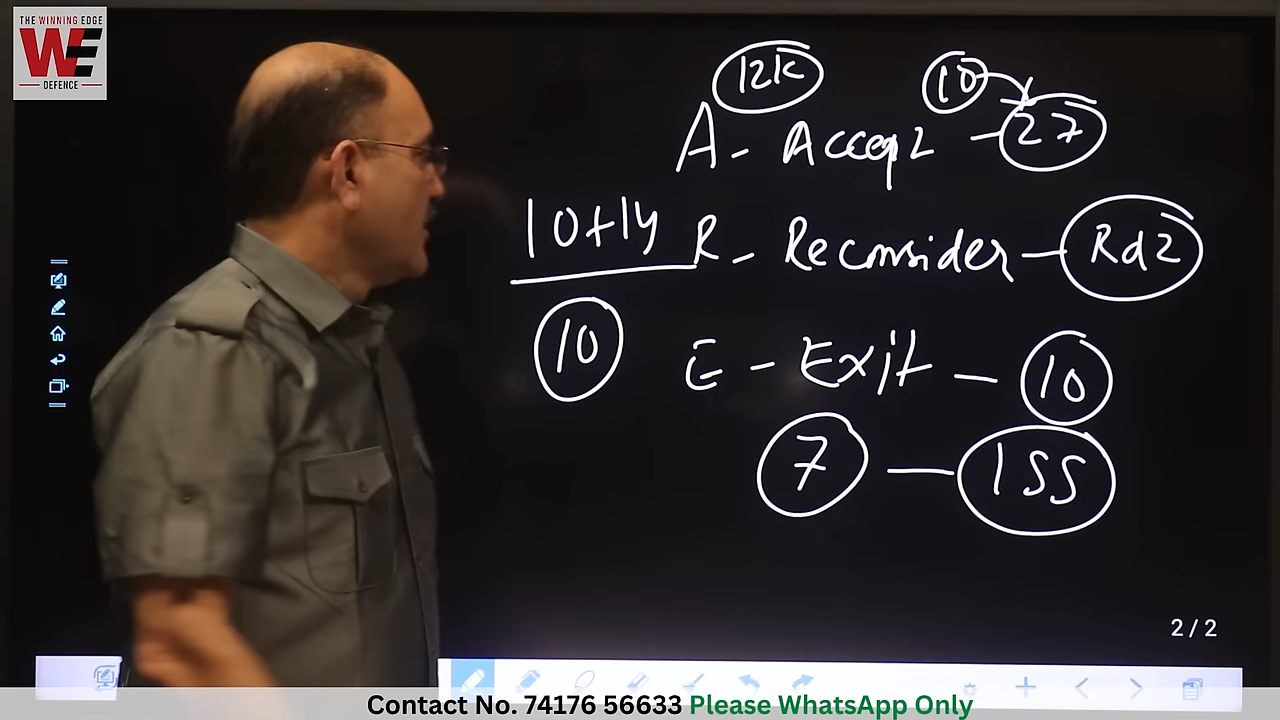 THE WINNING EDGE
WE
DEFENCE
12K 10
A - Accept - 27
10+14 R - Reconsider - Rd2
10 E - Exit - 10
7 - ISS
2/2
Contact No. 74176 56633 Please WhatsApp Only